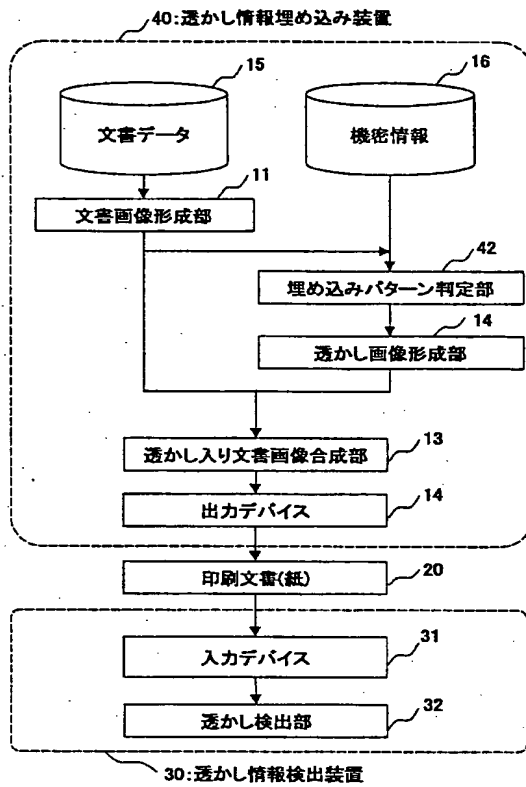 40:透かし情報埋め込み装置
15
16
文書データ
機密情報
11
文書画像形成部
42
埋め込みパターン判定部
14
透かし画像形成部
13
透かし入り文書画像合成部
14
出力デバイス
20
印刷文書(紙)
31
入力デバイス
32
透かし検出部
30:透かし情報検出装置